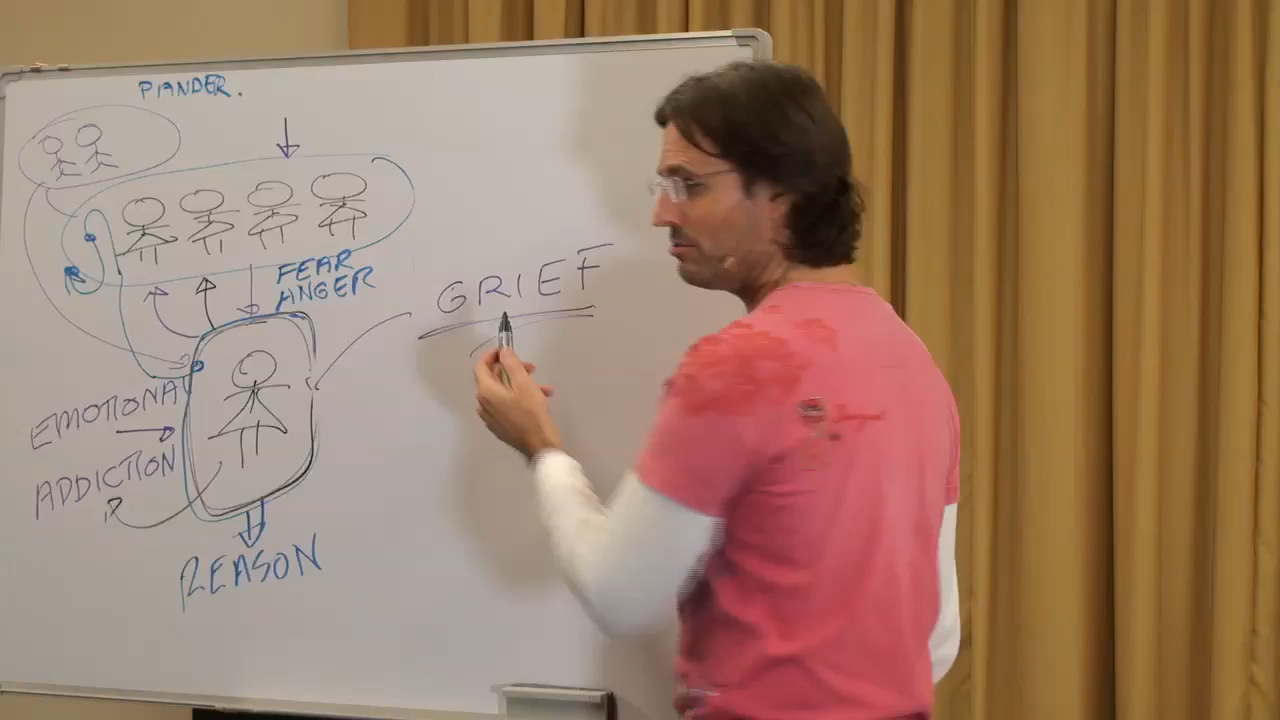 PANDER.
FEAR
ANGER
GRIEF
EMOTIONAL
ADDICTION
REASON